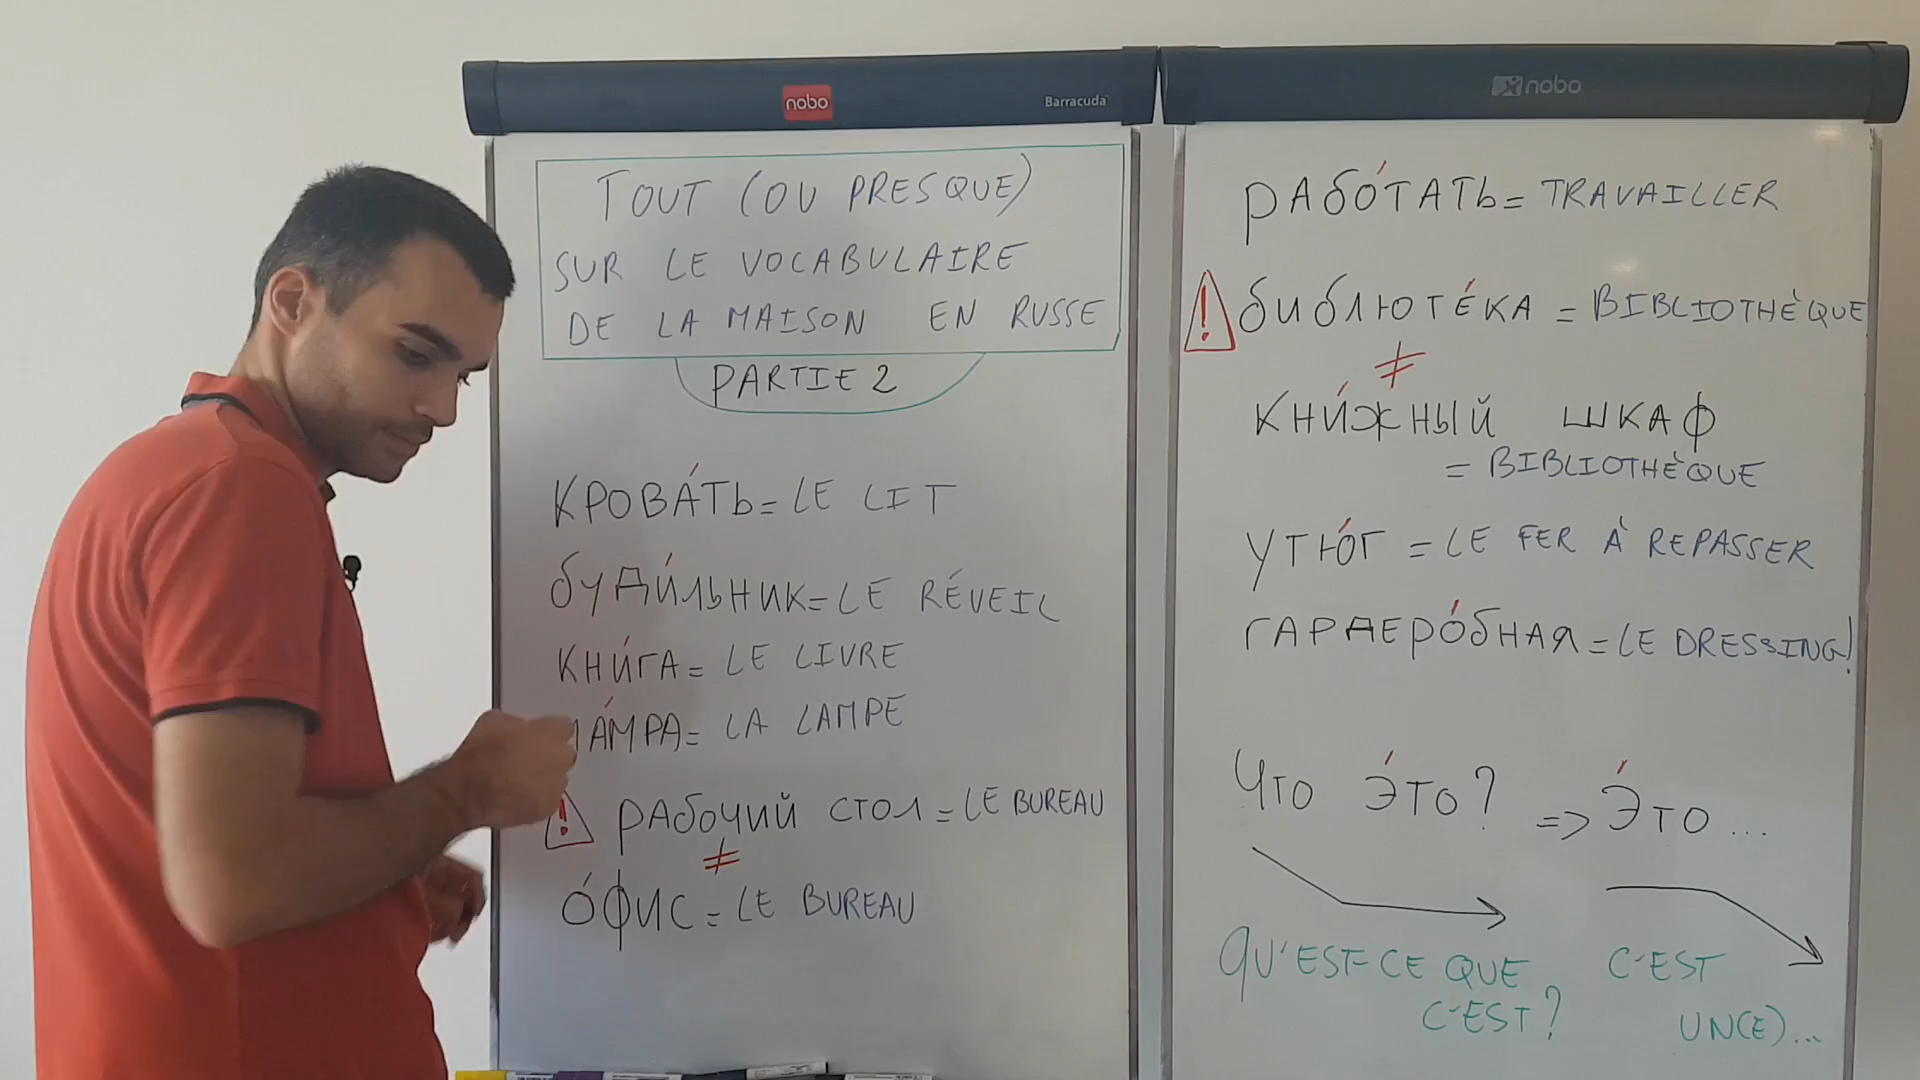 nobo
Barracuda
TOUT (OU PRESQUE)
SUR LE VOCABULAIRE
DE LA MAISON EN RUSSE
PARTIE 2
КРОВА́ТЬ = LE LIT
БУДИ́ЛЬНИК = LE RÉVEIL
КНИ́ГА = LE LIVRE
ЛА́МПА = LA LAMPE
! РАБОЧИЙ СТОЛ = LE BUREAU
≠
О́ФИС = LE BUREAU
nobo
РАБО́ТАТЬ = TRAVAILLER
! БИБЛИОТЕ́КА = BIBLIOTHÈQUE
≠
КНИ́ЖНЫЙ ШКАФ
= BIBLIOTHÈQUE
УТЮ́Г = LE FER À REPASSER
ГАРДЕРО́БНАЯ = LE DRESSING!
ЧТО Э́ТО? => Э́ТО...
QU'EST-CE QUE C'EST?
C'EST UN(E)...